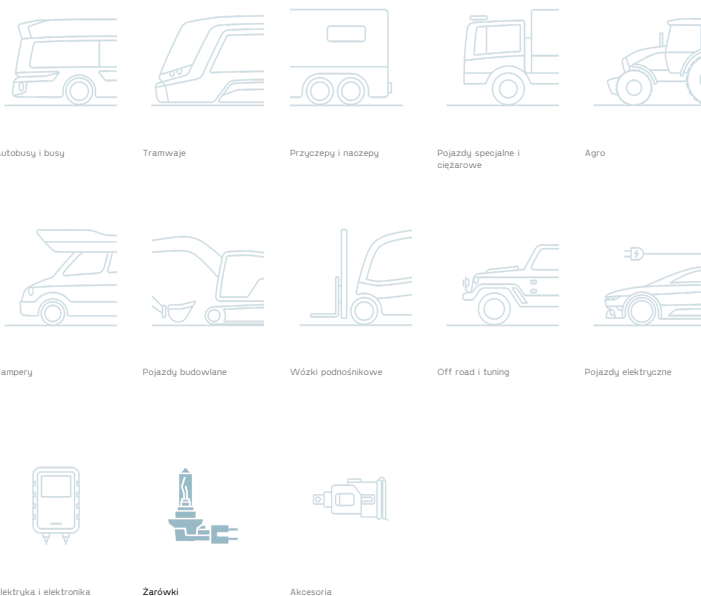 utobusy i busy
Tramwaje
Przyczepy i naczepy
Pojazdy specjalne i
ciężarowe
Agro
ampery
Pojazdy budowlane
Wózki podnośnikowe
Off road i tuning
Pojazdy elektryczne
lektryka i elektronika
Żarówki
Akcesoria